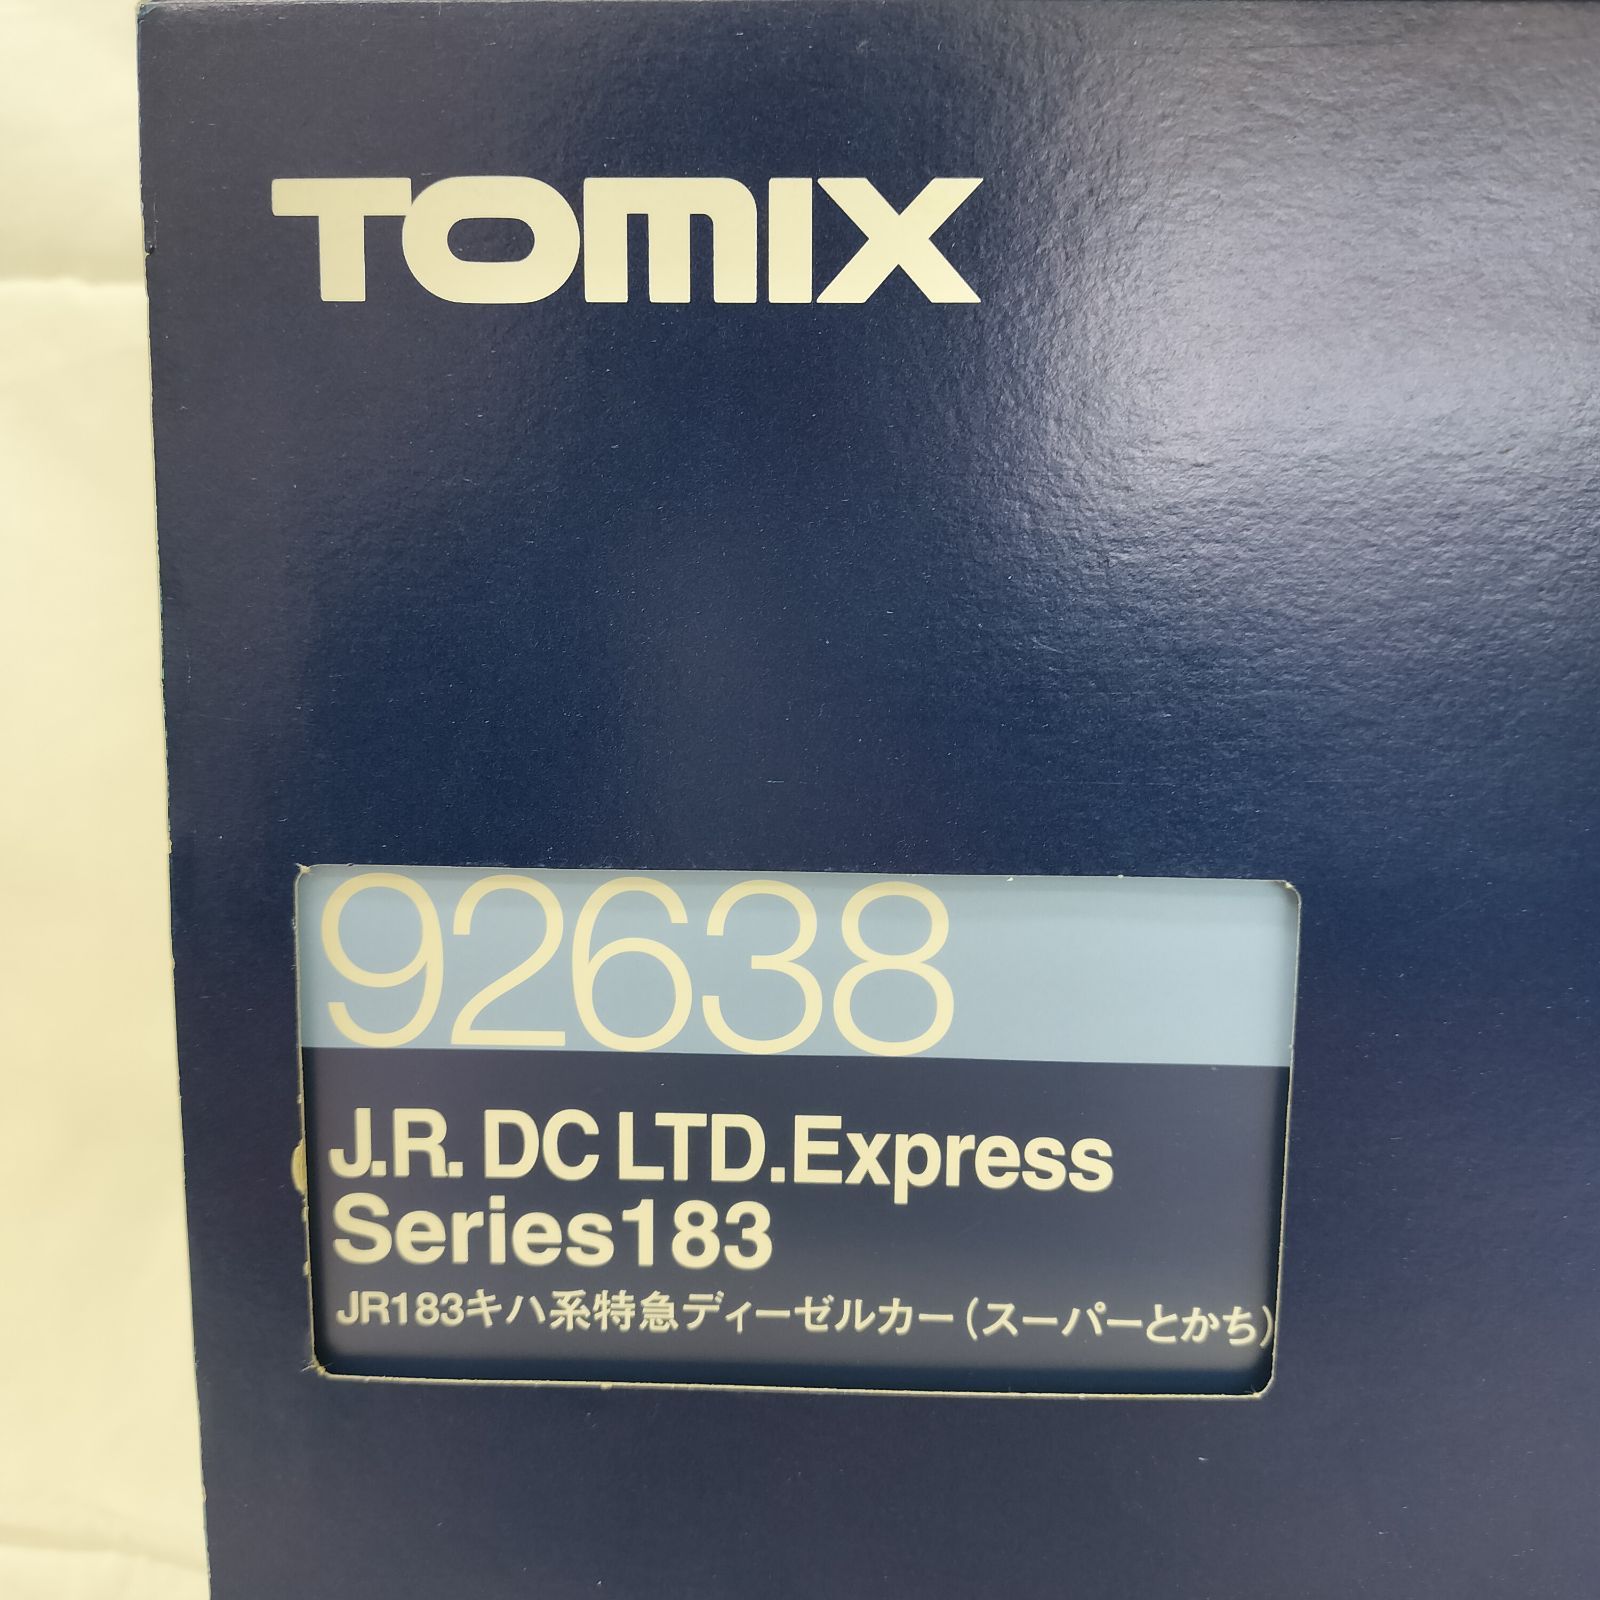 TOMIX
92638
J.R. DC LTD.Express
Series183
JR183キハ系特急ディーゼルカー(スーパーとかち)